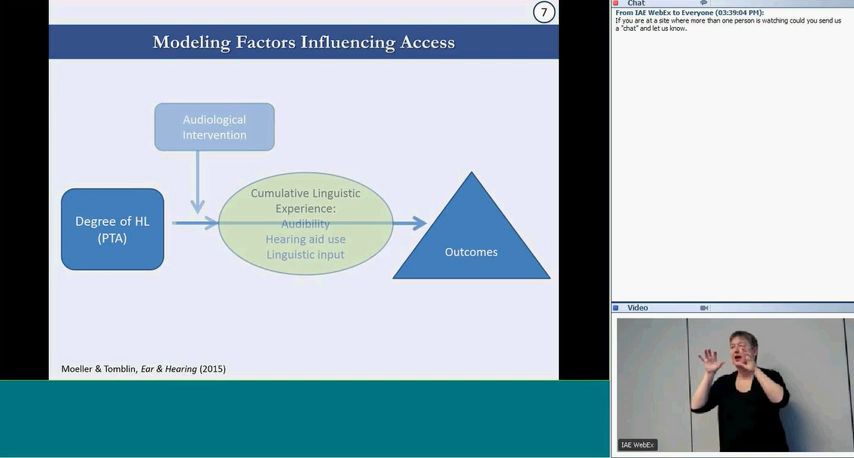 7
Modeling Factors Influencing Access
Audiological
Intervention
Degree of HL
(PTA)
Cumulative Linguistic
Experience:
Audibility
Hearing aid use
Linguistic input
Outcomes
Moeller & Tomblin, Ear & Hearing (2015)
Chat
From IAE WebEx to Everyone (03:39:04 PM):
If you are at a site where more than one person is watching could you send us
a "chat" and let us know.
Video
IAE WebEx